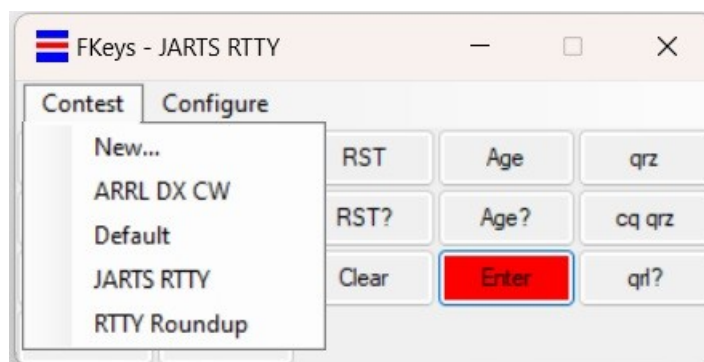 FKeys - JARTS RTTY
Contest Configure
New...
ARRL DX CW
Default
JARTS RTTY
RTTY Roundup
RST Age qrz
RST? Age? cq qrz
Clear Enter qrl?